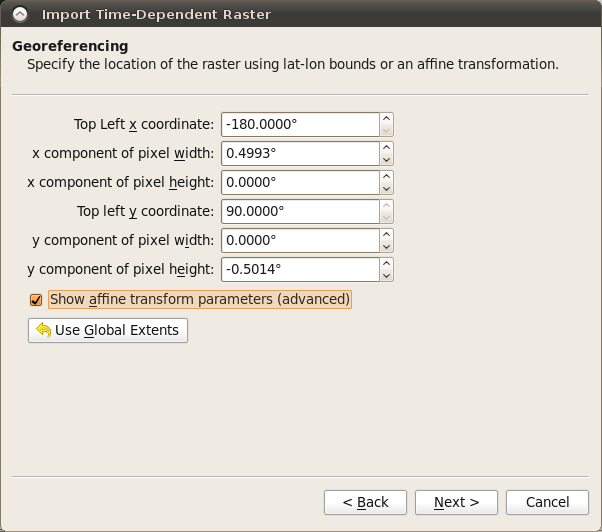 Import Time-Dependent Raster
Georeferencing
Specify the location of the raster using lat-lon bounds or an affine transformation.
Top Left x coordinate: -180.0000°
x component of pixel width: 0.4993°
x component of pixel height: 0.0000°
Top left y coordinate: 90.0000°
y component of pixel width: 0.0000°
y component of pixel height: -0.5014°
Show affine transform parameters (advanced)
Use Global Extents
< Back Next > Cancel